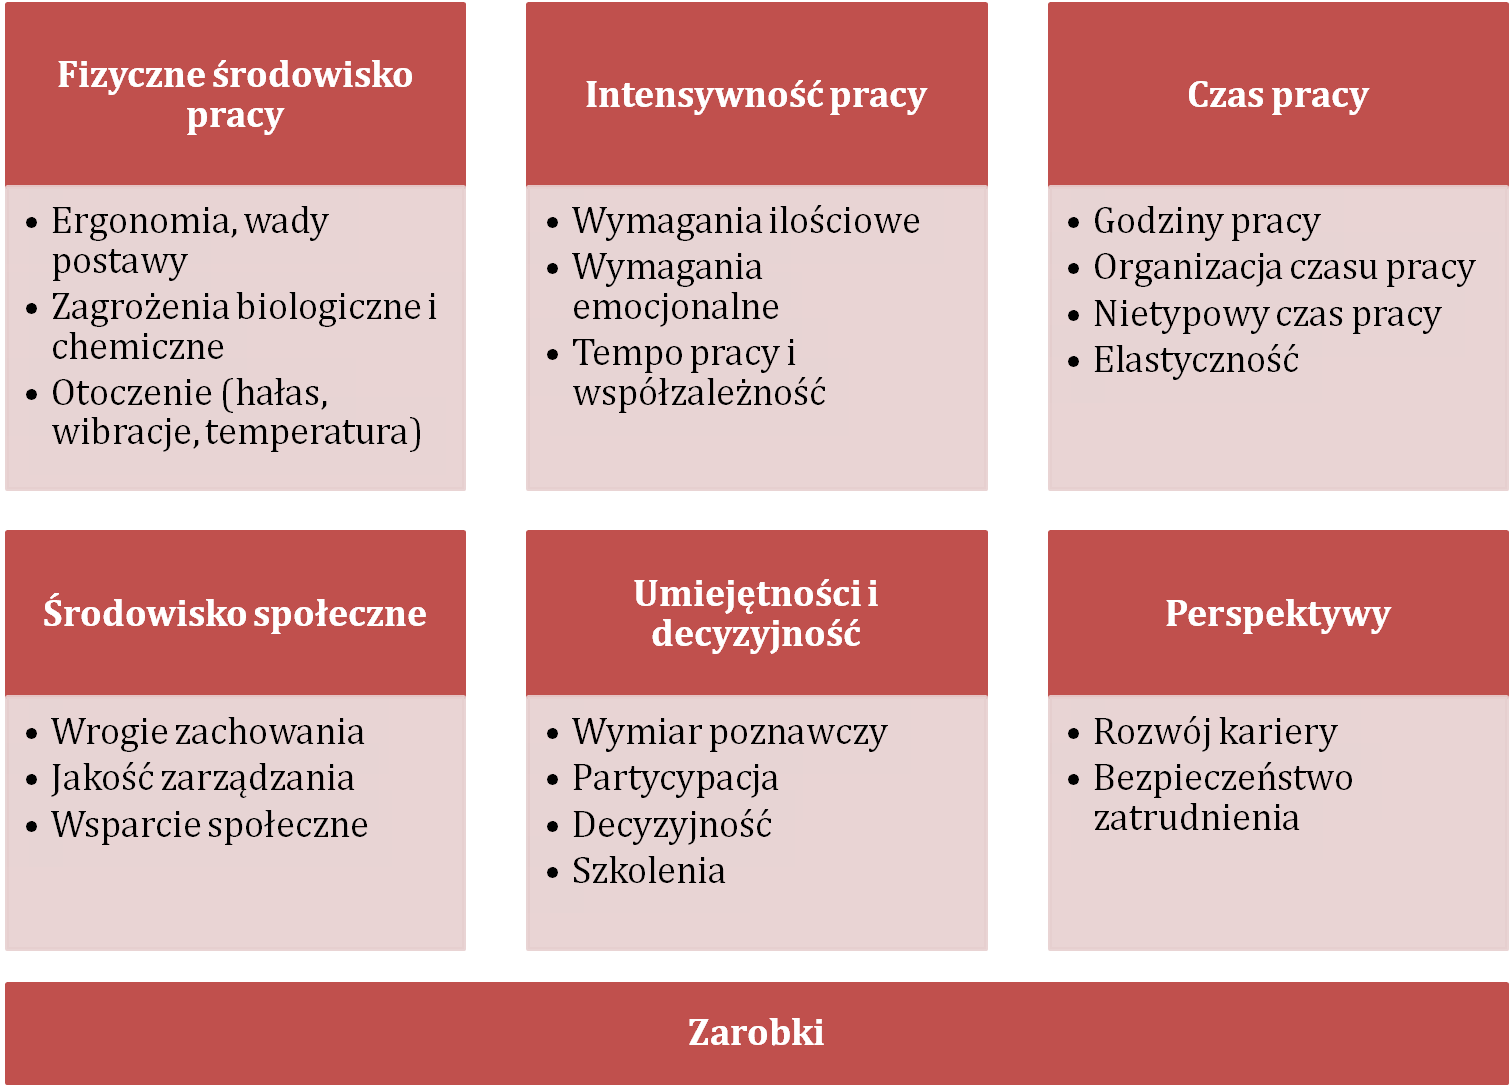 Fizyczne środowisko
pracy
• Ergonomia, wady
postawy
• Zagrożenia biologiczne i
chemiczne
• Otoczenie (hałas,
wibracje, temperatura)
Intensywność pracy
• Wymagania ilościowe
• Wymagania
emocjonalne
• Tempo pracy i
współzależność
Czas pracy
• Godziny pracy
• Organizacja czasu pracy
• Nietypowy czas pracy
• Elastyczność
Środowisko społeczne
• Wrogie zachowania
• Jakość zarządzania
• Wsparcie społeczne
Umiejętności i
decyzyjność
• Wymiar poznawczy
• Partycypacja
• Decyzyjność
• Szkolenia
Perspektywy
• Rozwój kariery
• Bezpieczeństwo
zatrudnienia
Zarobki